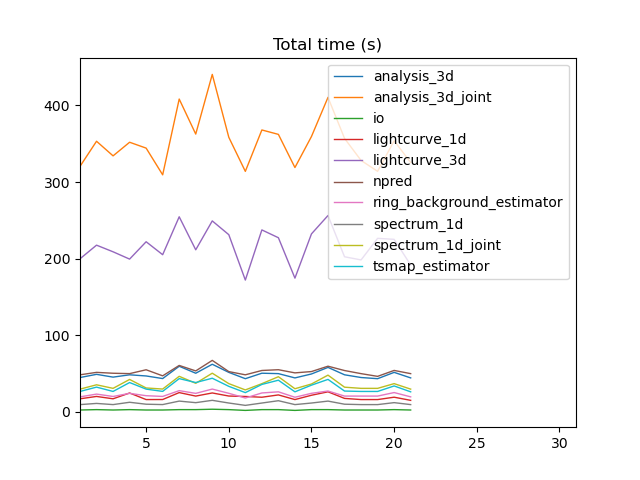 Total time (s)
analysis_3d
analysis_3d_joint
io
lightcurve_1d
lightcurve_3d
npred
ring_background_estimator
spectrum_1d
spectrum_1d_joint
tsmap_estimator
400
300
200
100
0
5 10 15 20 25 30